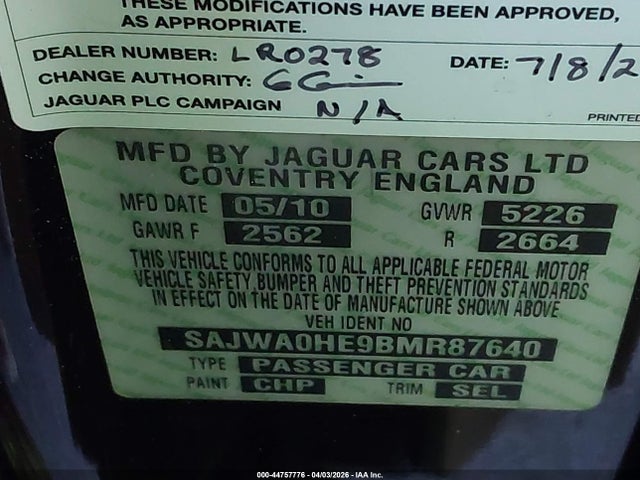 THESE MODIFICATIONS HAVE BEEN APPROVED,
AS APPROPRIATE.
DEALER NUMBER: LR0278 DATE: 7/8/2
CHANGE AUTHORITY:
JAGUAR PLC CAMPAIGN N/A
PRINTED
MFD BY JAGUAR CARS LTD
COVENTRY ENGLAND
MFD DATE 05/10 GVWR 5226
GAWR F 2562 R 2664
THIS VEHICLE CONFORMS TO ALL APPLICABLE FEDERAL MOTOR
VEHICLE SAFETY,BUMPER AND THEFT PREVENTION STANDARDS
IN EFFECT ON THE DATE OF MANUFACTURE SHOWN ABOVE
VEH IDENT NO
SAJWA0HE9BMR87640
TYPE PASSENGER CAR
PAINT CHP TRIM SEL
000-44757776 - 04/03/2026 - IAA Inc.